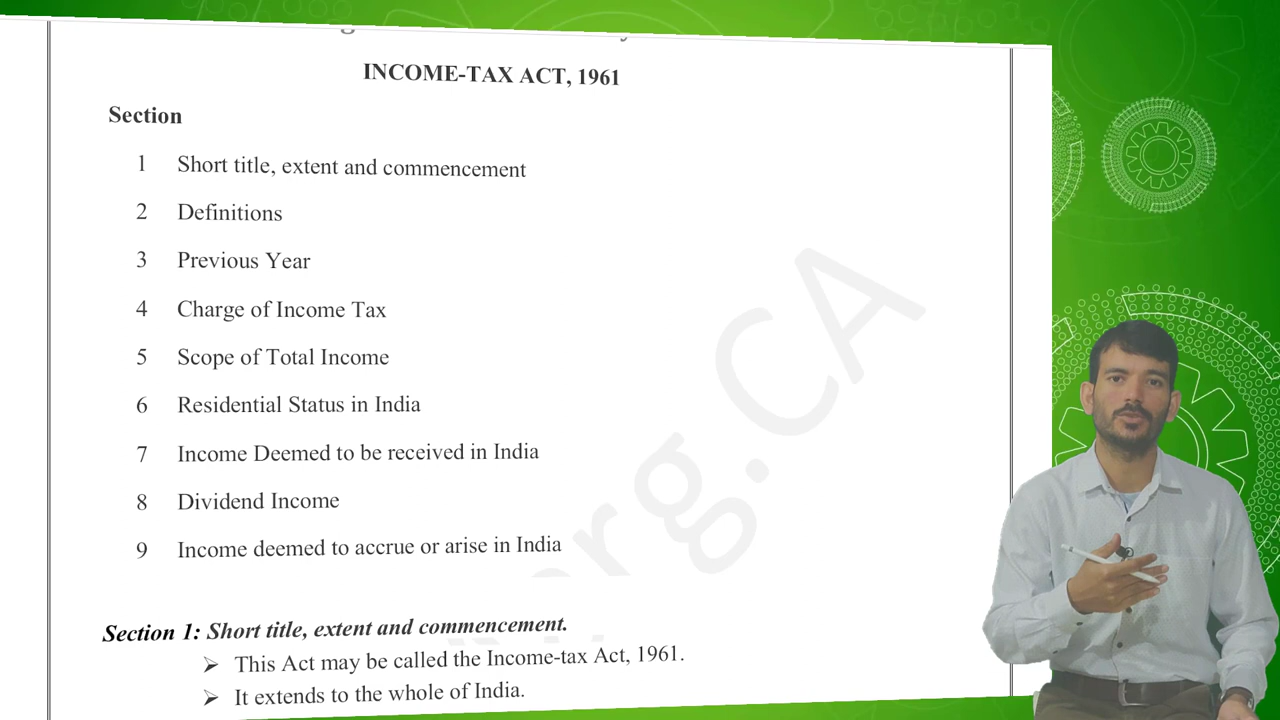 INCOME-TAX ACT, 1961
Section
1 Short title, extent and commencement
2 Definitions
3 Previous Year
4 Charge of Income Tax
5 Scope of Total Income
6 Residential Status in India
7 Income Deemed to be received in India
8 Dividend Income
9 Income deemed to accrue or arise in India
Section 1: Short title, extent and commencement.
➢ This Act may be called the Income-tax Act, 1961.
➢ It extends to the whole of India.